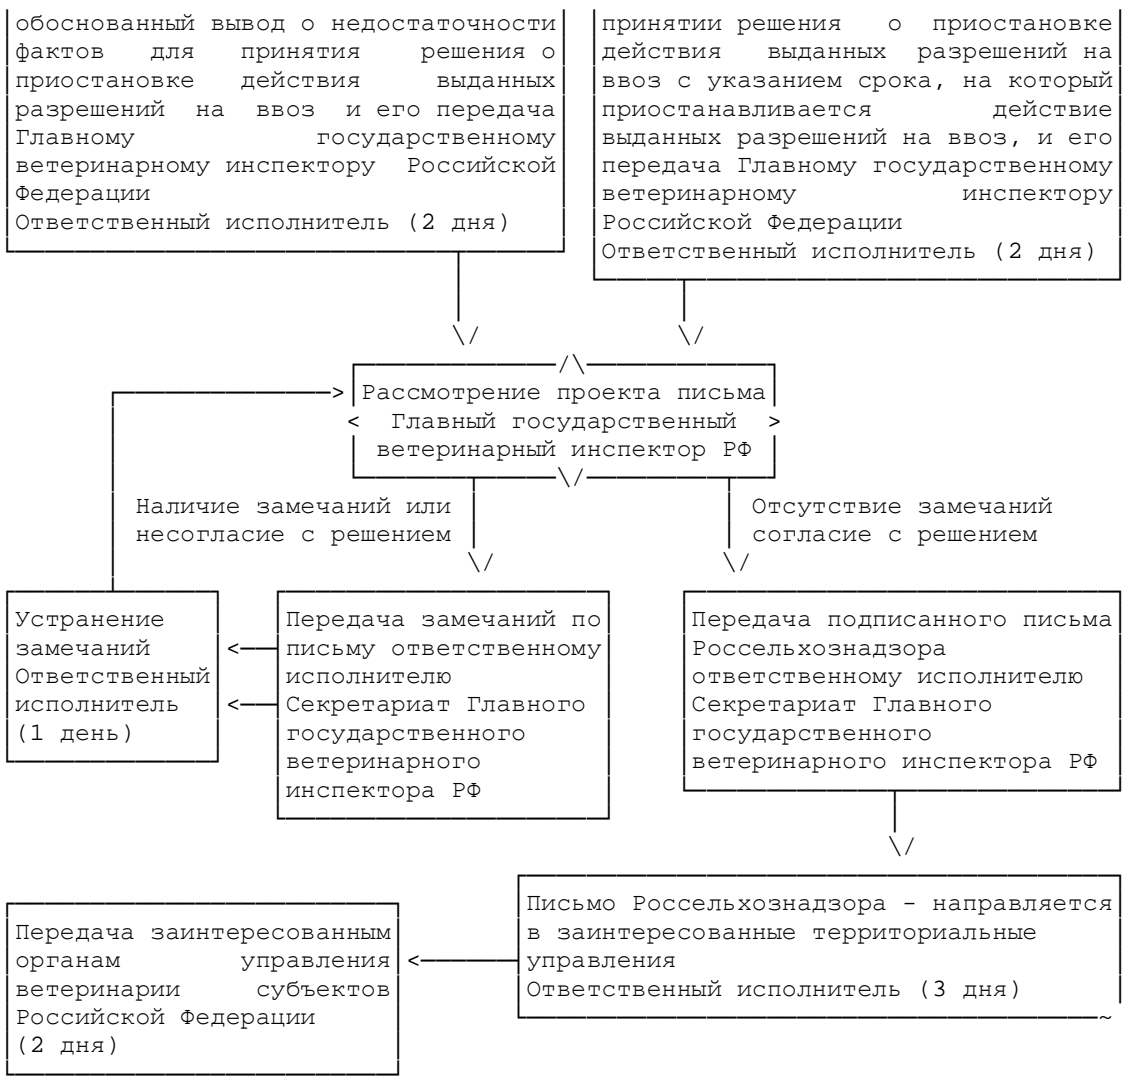 обоснованный вывод о недостаточности
фактов для принятия решения о
приостановке действия выданных
разрешений на ввоз и его передача
Главному государственному
ветеринарному инспектору Российской
Федерации
Ответственный исполнитель (2 дня)
принятии решения о приостановке
действия выданных разрешений на
ввоз с указанием срока, на который
приостанавливается действие
выданных разрешений на ввоз, и его
передача Главному государственному
ветеринарному инспектору
Российской Федерации
Ответственный исполнитель (2 дня)
Рассмотрение проекта письма
Главный государственный
ветеринарный инспектор РФ
Наличие замечаний или
несогласие с решением
Отсутствие замечаний
согласие с решением
Устранение
замечаний
Ответственный
исполнитель
(1 день)
Передача замечаний по
письму ответственному
исполнителю
Секретариат Главного
государственного
ветеринарного
инспектора РФ
Передача подписанного письма
Россельхознадзора
ответственному исполнителю
Секретариат Главного
государственного
ветеринарного инспектора РФ
Письмо Россельхознадзора - направляется
в заинтересованные территориальные
управления
Ответственный исполнитель (3 дня)
Передача заинтересованным
органам управления
ветеринарии субъектов
Российской Федерации
(2 дня)